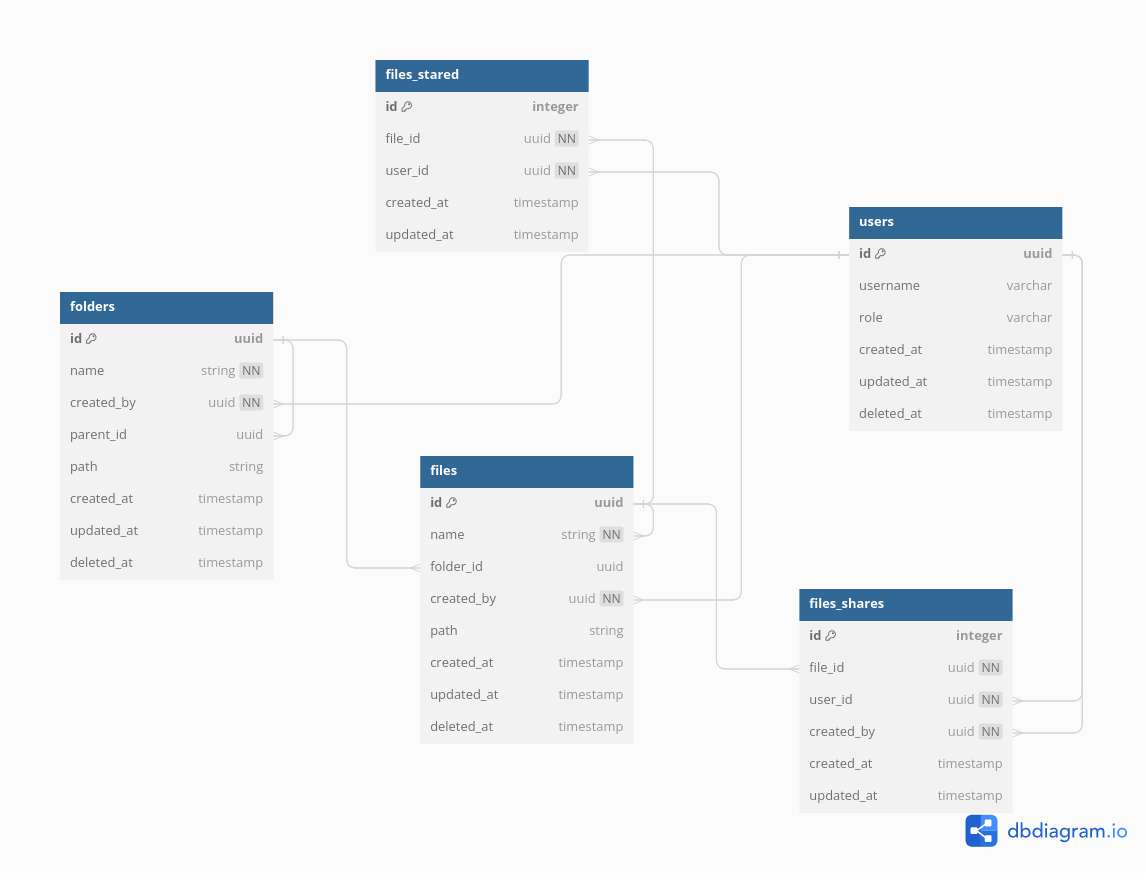 files_stared
id integer
file_id uuid NN
user_id uuid NN
created_at timestamp
updated_at timestamp
users
id uuid
username varchar
role varchar
created_at timestamp
updated_at timestamp
deleted_at timestamp
folders
id uuid
name string NN
created_by uuid NN
parent_id uuid
path string
created_at timestamp
updated_at timestamp
deleted_at timestamp
files
id uuid
name string NN
folder_id uuid
created_by uuid NN
path string
created_at timestamp
updated_at timestamp
deleted_at timestamp
files_shares
id integer
file_id uuid NN
user_id uuid NN
created_by uuid NN
created_at timestamp
updated_at timestamp
dbdiagram.io